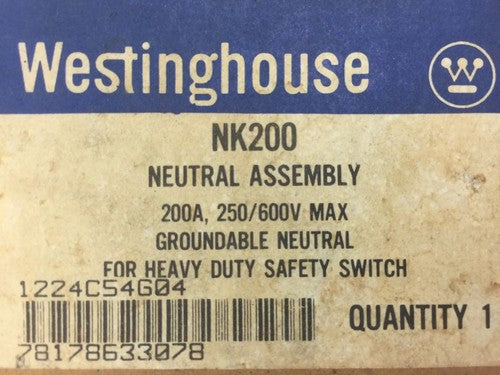 Westinghouse
NK200
NEUTRAL ASSEMBLY
200A, 250/600V MAX
GROUNDABLE NEUTRAL
FOR HEAVY DUTY SAFETY SWITCH
1224C54G04
QUANTITY 1
78178633078